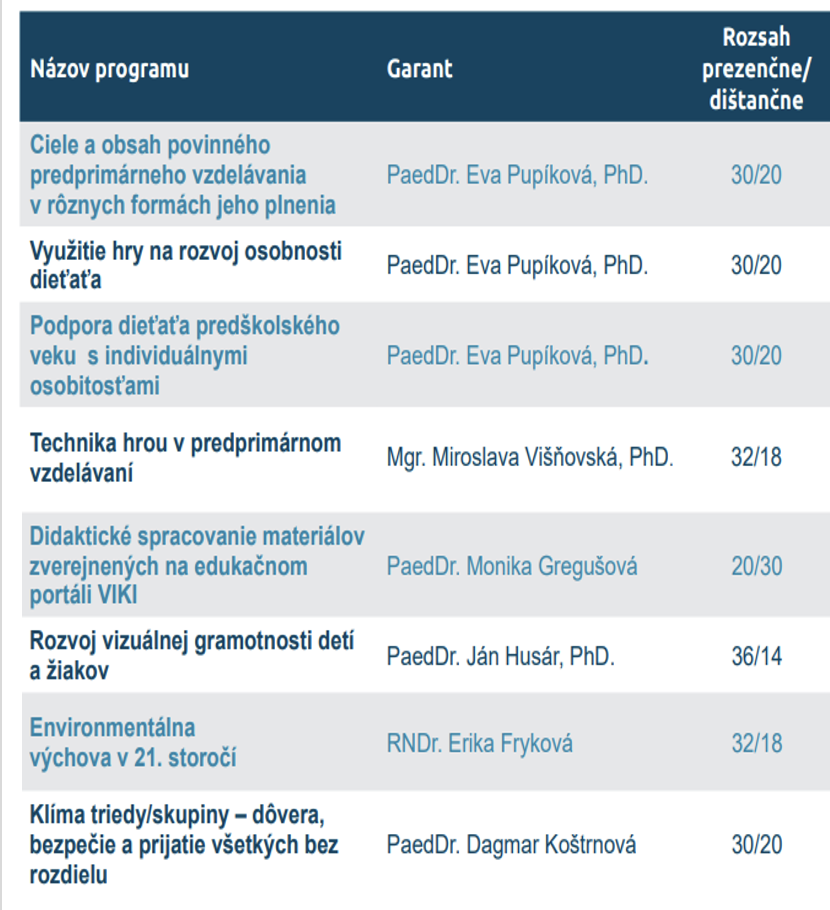 Názov programu
Garant
Rozsah
prezenčne/
dištančne
Ciele a obsah povinného
predprimárneho vzdelávania
v rôznych formách jeho plnenia
PaedDr. Eva Pupíková, PhD.
30/20
Využitie hry na rozvoj osobnosti
dieťaťa
PaedDr. Eva Pupíková, PhD.
30/20
Podpora dieťaťa predškolského
veku s individuálnymi
osobitosťami
PaedDr. Eva Pupíková, PhD.
30/20
Technika hrou v predprimárnom
vzdelávaní
Mgr. Miroslava Višňovská, PhD.
32/18
Didaktické spracovanie materiálov
zverejnených na edukačnom
portáli VIKI
PaedDr. Monika Gregušová
20/30
Rozvoj vizuálnej gramotnosti detí
a žiakov
PaedDr. Ján Husár, PhD.
36/14
Environmentálna
výchova v 21. storočí
RNDr. Erika Fryková
32/18
Klíma triedy/skupiny – dôvera,
bezpečie a prijatie všetkých bez
rozdielu
PaedDr. Dagmar Koštrnová
30/20